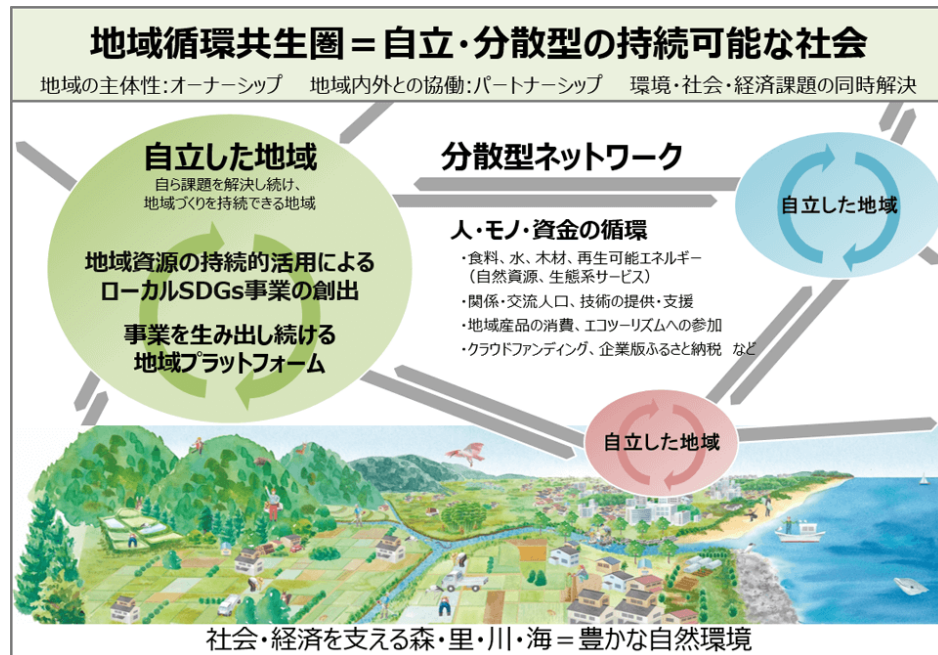 地域循環共生圏＝自立・分散型の持続可能な社会
地域の主体性：オーナーシップ　地域内外との協働：パートナーシップ　環境・社会・経済課題の同時解決
自立した地域
自ら課題を解決し続け、
地域づくりを持続できる地域
地域資源の持続的活用による
ローカルSDGs事業の創出
事業を生み出し続ける
地域プラットフォーム
分散型ネットワーク
人・モノ・資金の循環
・食料、水、木材、再生可能エネルギー
（自然資源、生態系サービス）
・関係・交流人口、技術の提供・支援
・地域産品の消費、エコツーリズムへの参加
・クラウドファンディング、企業版ふるさと納税　など
自立した地域
自立した地域
社会・経済を支える森・里・川・海＝豊かな自然環境